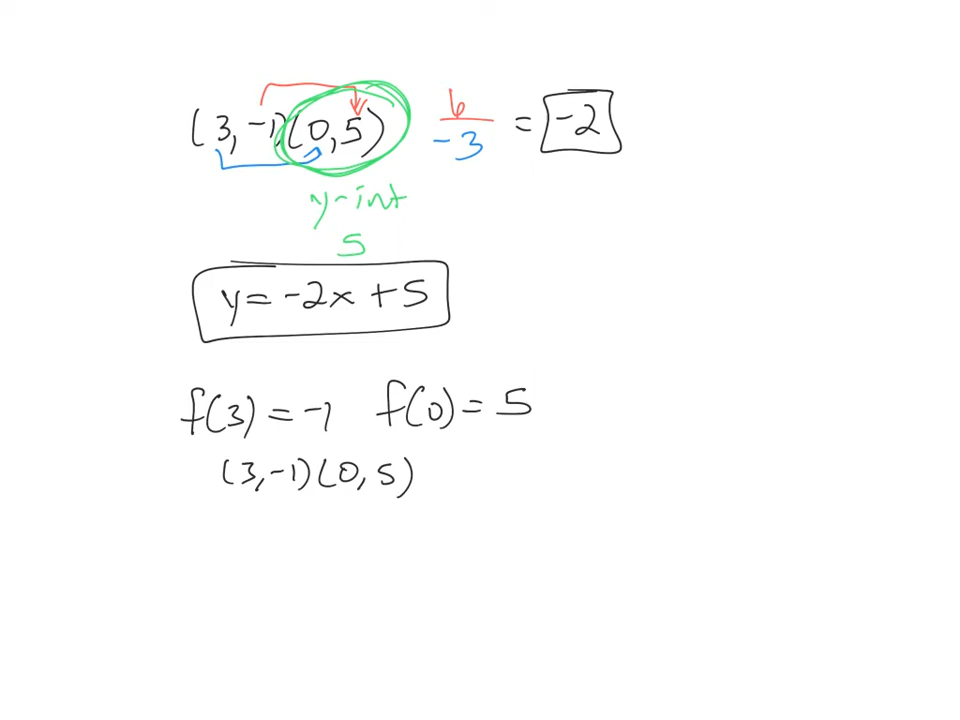 (3, -1)(0, 5) 6/-3 = -2
y-int
5
y = -2x + 5
f(3) = -1 f(0) = 5
(3, -1)(0, 5)